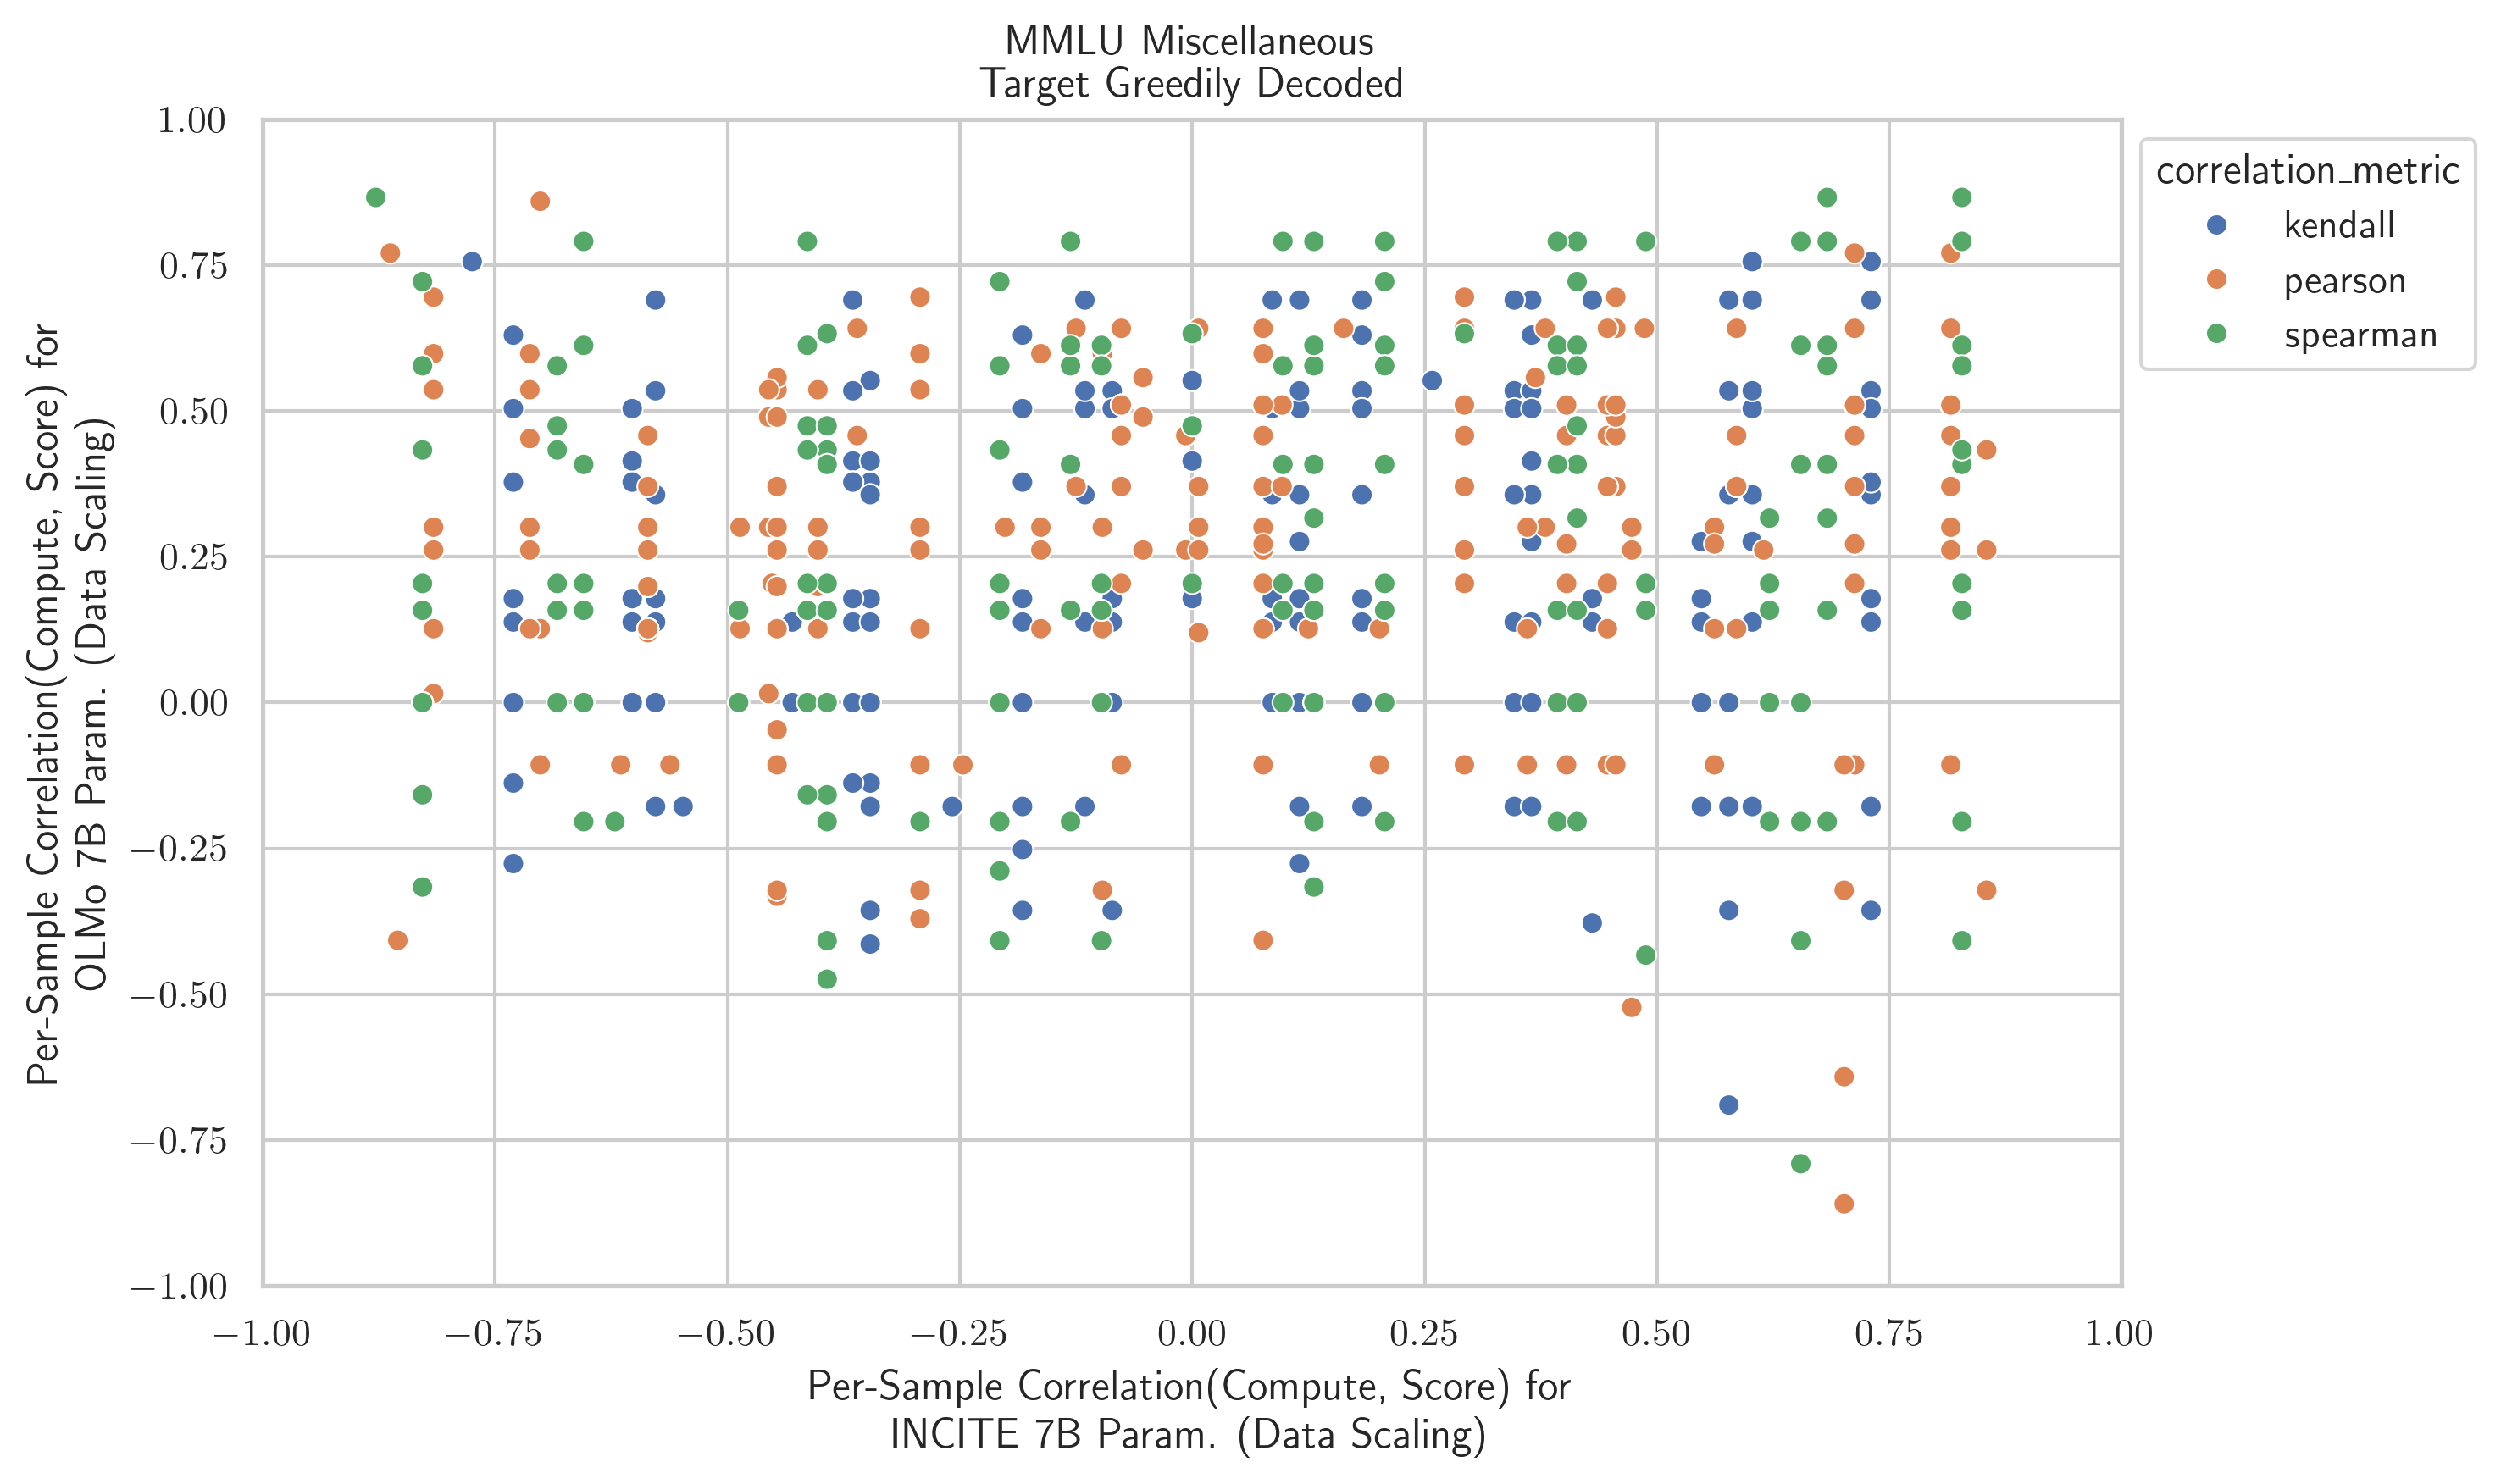 MMLU Miscellaneous
Target Greedily Decoded
Per-Sample Correlation(Compute, Score) for
OLMo 7B Param. (Data Scaling)
1.00
0.75
0.50
0.25
0.00
−0.25
−0.50
−0.75
−1.00
−1.00 −0.75 −0.50 −0.25 0.00 0.25 0.50 0.75 1.00
Per-Sample Correlation(Compute, Score) for
INCITE 7B Param. (Data Scaling)
correlation_metric
kendall
pearson
spearman